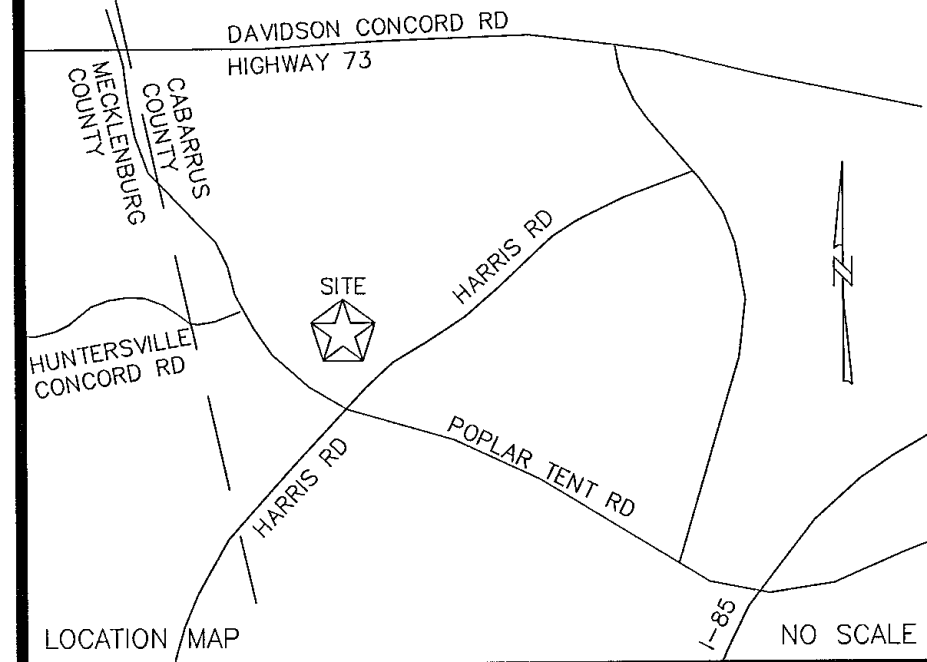 DAVIDSON CONCORD RD
HIGHWAY 73
MECKLENBURG
COUNTY
CABARRUS
COUNTY
HARRIS RD
SITE
N
HUNTERSVILLE
CONCORD RD
POPLAR TENT RD
HARRIS RD
I-85
LOCATION MAP
NO SCALE